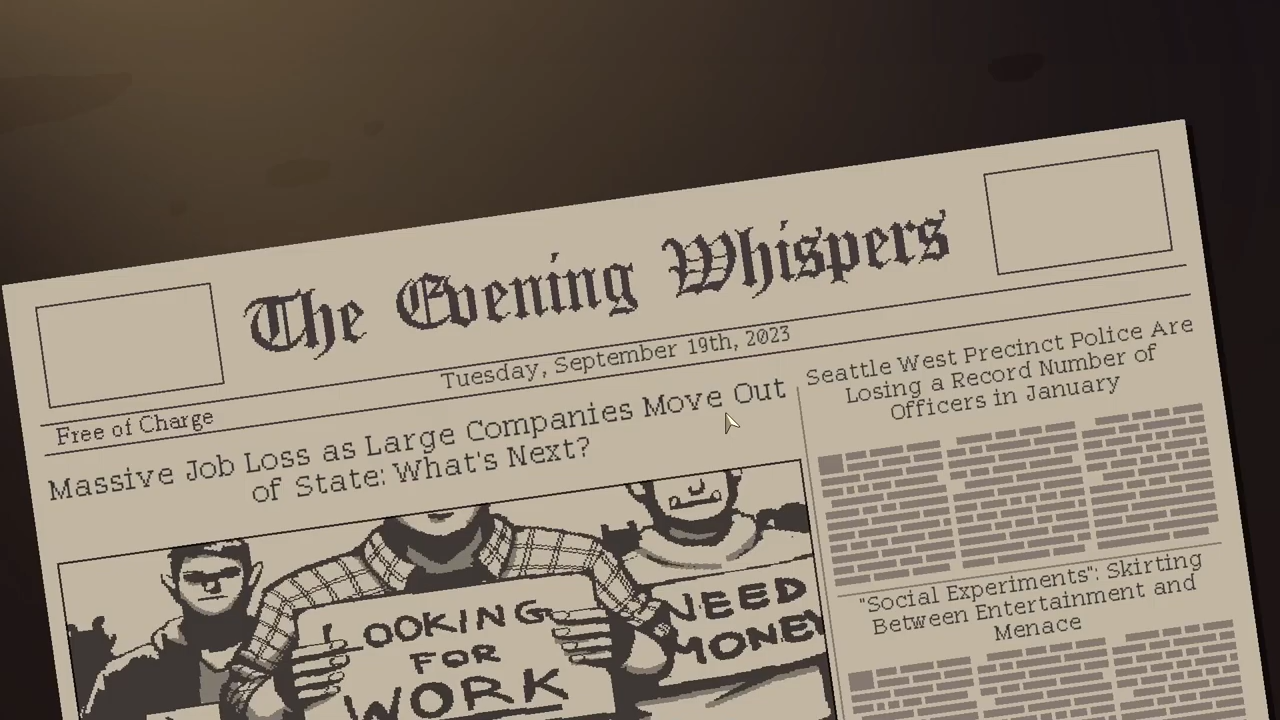 The Evening Whispers
Tuesday, September 19th, 2023
Free of Charge
Massive Job Loss as Large Companies Move Out
of State: What's Next?
LOOKING
FOR
WORK
NEED
MONEY
Seattle West Precinct Police Are
Losing a Record Number of
Officers in January
"Social Experiments": Skirting
Between Entertainment and
Menace